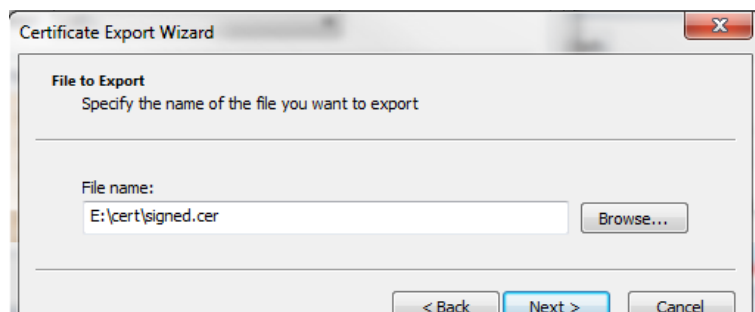 Certificate Export Wizard
File to Export
Specify the name of the file you want to export
File name:
E:\cert\signed.cer
Browse...
< Back Next > Cancel